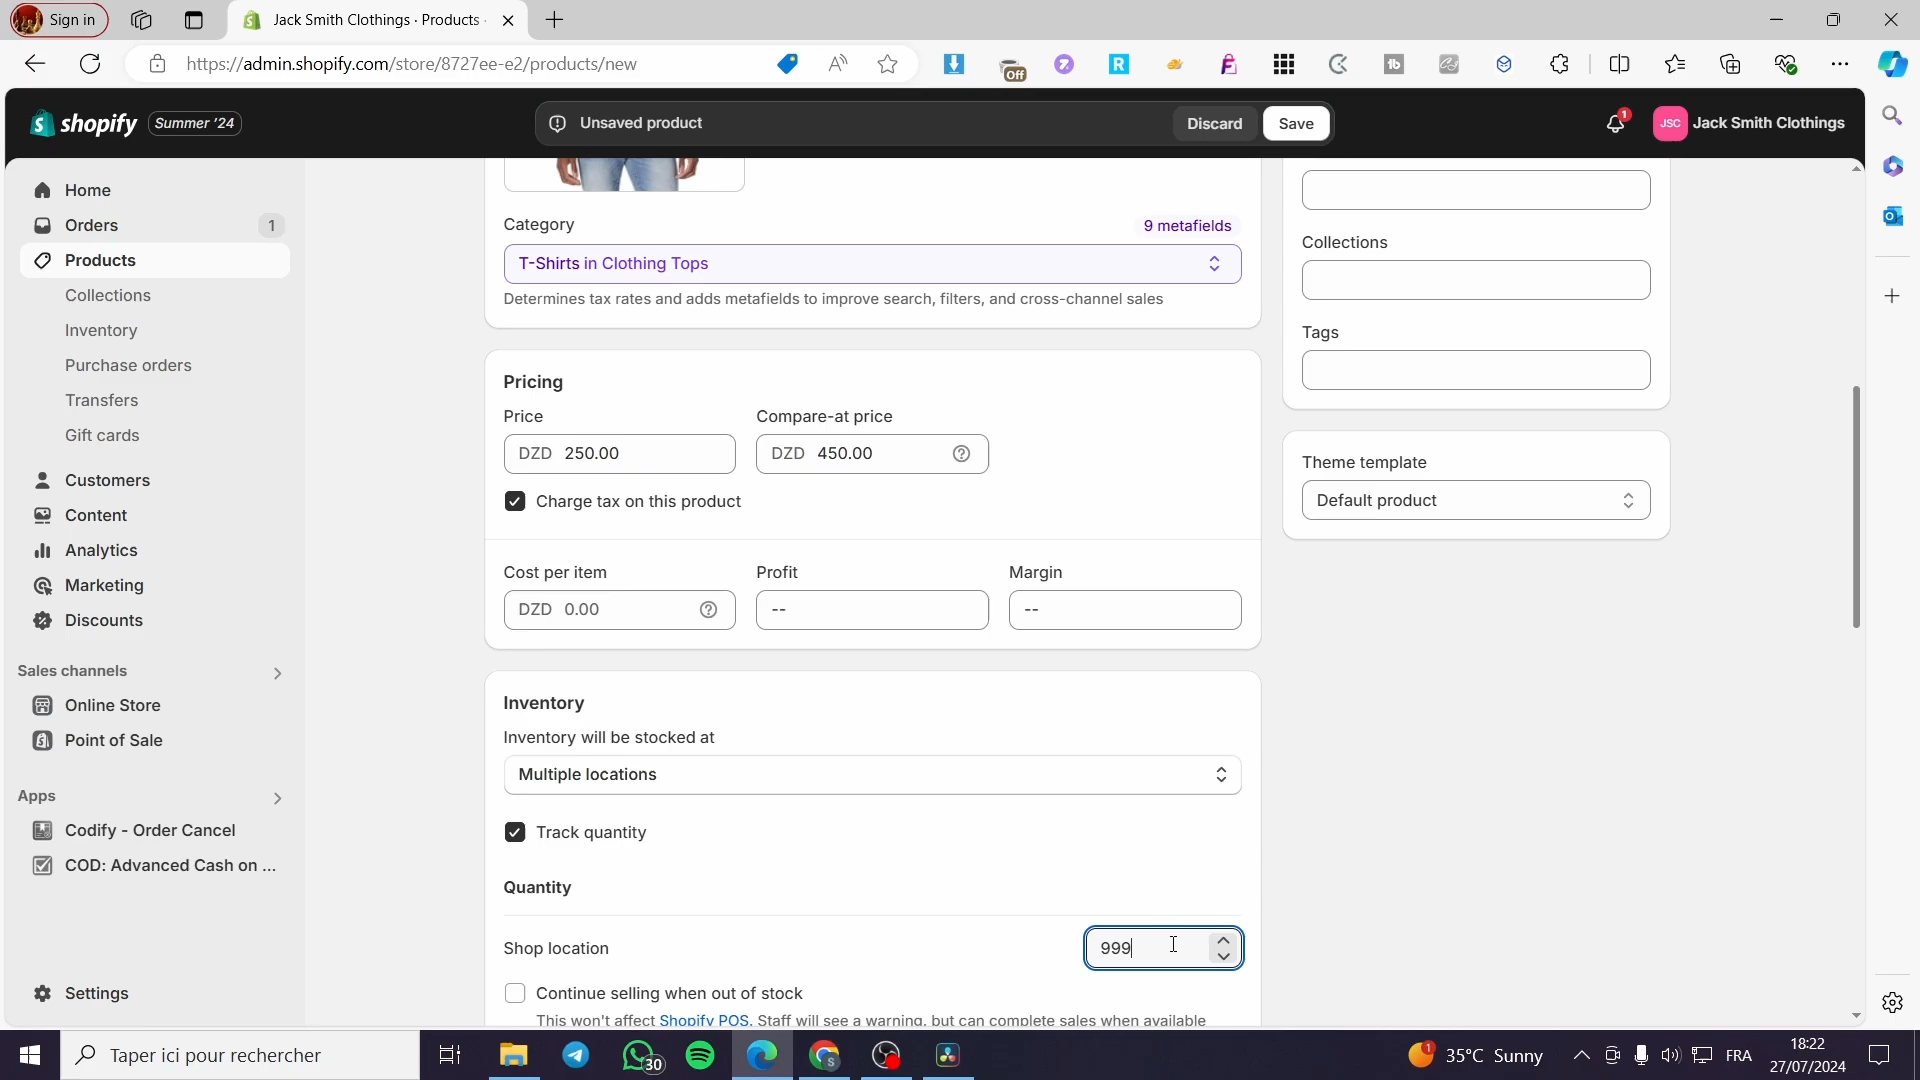 Sign in
Jack Smith Clothings · Products ·
https://admin.shopify.com/store/8727ee-e2/products/new
Off
shopify
Summer '24
Unsaved product
Discard
Save
1
JSC
Jack Smith Clothings
Home
Orders
1
Products
Collections
Inventory
Purchase orders
Transfers
Gift cards
Customers
Content
Analytics
Marketing
Discounts
Sales channels
Online Store
Point of Sale
Apps
Codify - Order Cancel
COD: Advanced Cash on ...
Settings
Category
9 metafields
T-Shirts in Clothing Tops
Determines tax rates and adds metafields to improve search, filters, and cross-channel sales
Pricing
Price
Compare-at price
DZD 250.00
DZD 450.00
Charge tax on this product
Cost per item
Profit
Margin
DZD 0.00
--
--
Inventory
Inventory will be stocked at
Multiple locations
Track quantity
Quantity
Shop location
999
Continue selling when out of stock
This won't affect Shopify POS. Staff will see a warning, but can complete sales when available
Collections
Tags
Theme template
Default product
Taper ici pour rechercher
30
1
35°C Sunny
FRA
18:22
27/07/2024